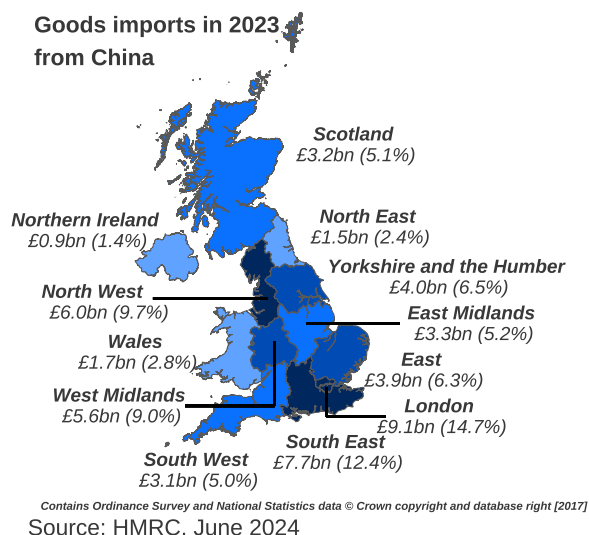 Goods imports in 2023
from China
Scotland
£3.2bn (5.1%)
Northern Ireland
£0.9bn (1.4%)
North East
£1.5bn (2.4%)
Yorkshire and the Humber
£4.0bn (6.5%)
North West
£6.0bn (9.7%)
East Midlands
£3.3bn (5.2%)
Wales
£1.7bn (2.8%)
East
£3.9bn (6.3%)
West Midlands
£5.6bn (9.0%)
London
£9.1bn (14.7%)
South East
£7.7bn (12.4%)
South West
£3.1bn (5.0%)
Contains Ordinance Survey and National Statistics data © Crown copyright and database right [2017]
Source: HMRC, June 2024